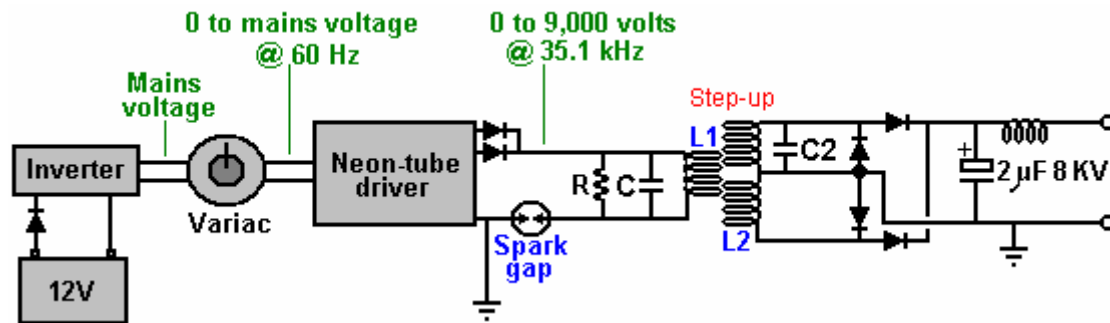 0 to mains voltage
@ 60 Hz
0 to 9,000 volts
@ 35.1 kHz
Mains
voltage
Step-up
Inverter
Variac
Neon-tube
driver
R
C
L1
C2
+
2 µF 8 KV
Spark
gap
L2
12V